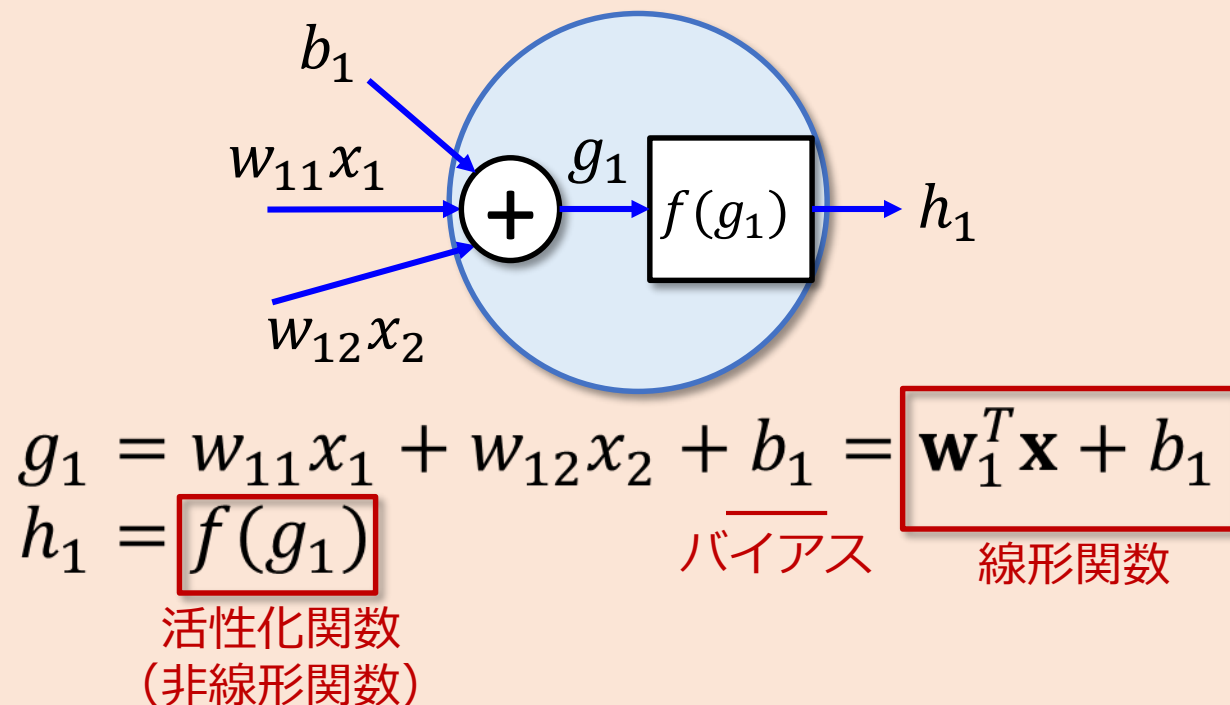 b₁
w₁₁x₁
g₁
+
f(g₁)
h₁
w₁₂x₂
g₁ = w₁₁x₁ + w₁₂x₂ + b₁ = 𝐰₁ᵀ𝐱 + b₁
h₁ = f(g₁)
バイアス
線形関数
活性化関数
（非線形関数）